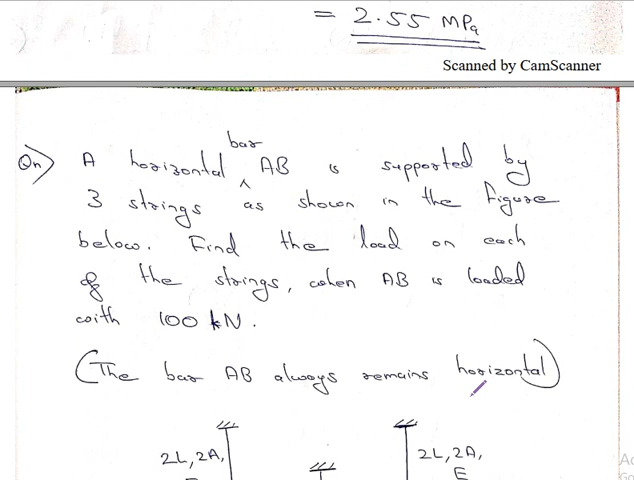 = 2.55 MPa
Scanned by CamScanner
Qn) A horizontal bar AB is supported by
3 strings as shown in the figure
below. Find the load on each
of the strings, when AB is loaded
with 100 kN.
(The bar AB always remains horizontal)
2L, 2A,
2L, 2A,
E